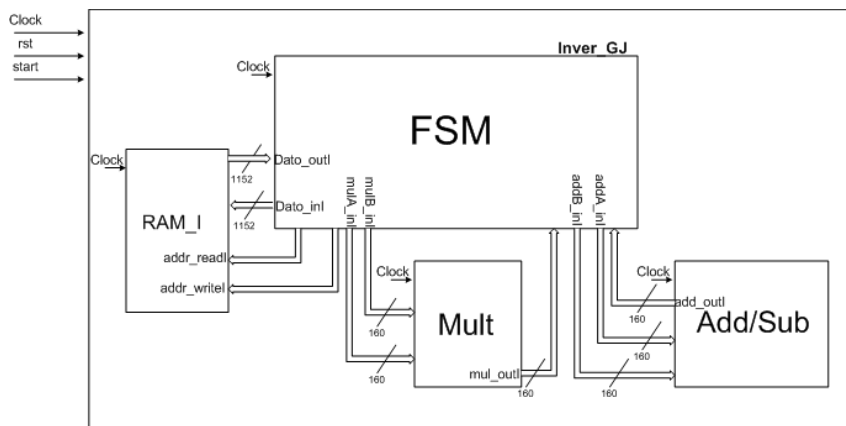 Clock
rst
start
Inver_GJ
Clock
FSM
Clock
Dato_outI
1152
Dato_inI
1152
mulA_inI
mulB_inI
addB_inI
addA_inI
RAM_I
addr_readI
addr_writeI
Clock
Mult
160
160
mul_outI
160
Clock
add_outI
160
Add/Sub
160
160